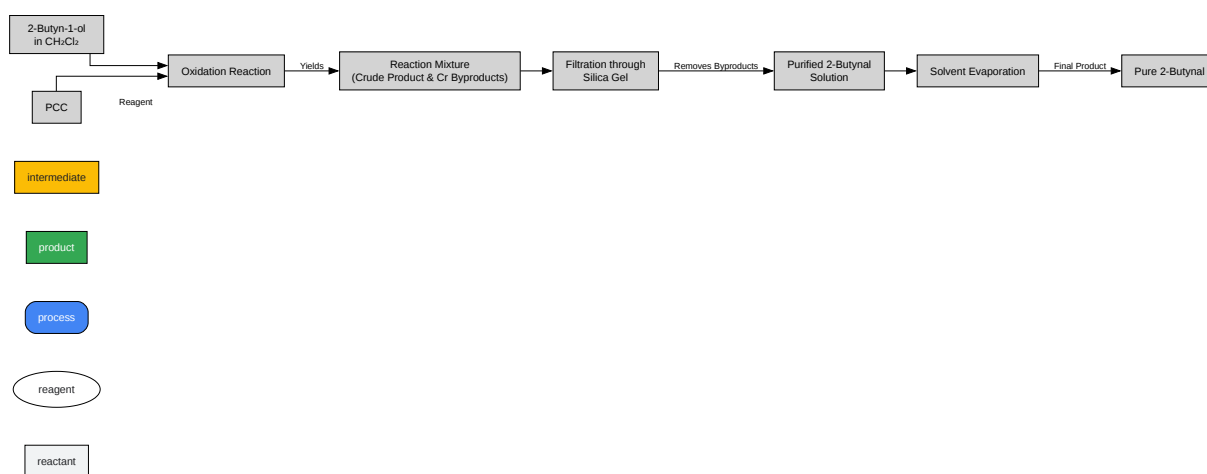 2-Butyn-1-ol
in CH₂Cl₂
PCC
Reagent
Oxidation Reaction
Yields
Reaction Mixture
(Crude Product & Cr Byproducts)
Filtration through
Silica Gel
Removes Byproducts
Purified 2-Butynal
Solution
Solvent Evaporation
Final Product
Pure 2-Butynal
intermediate
product
process
reagent
reactant